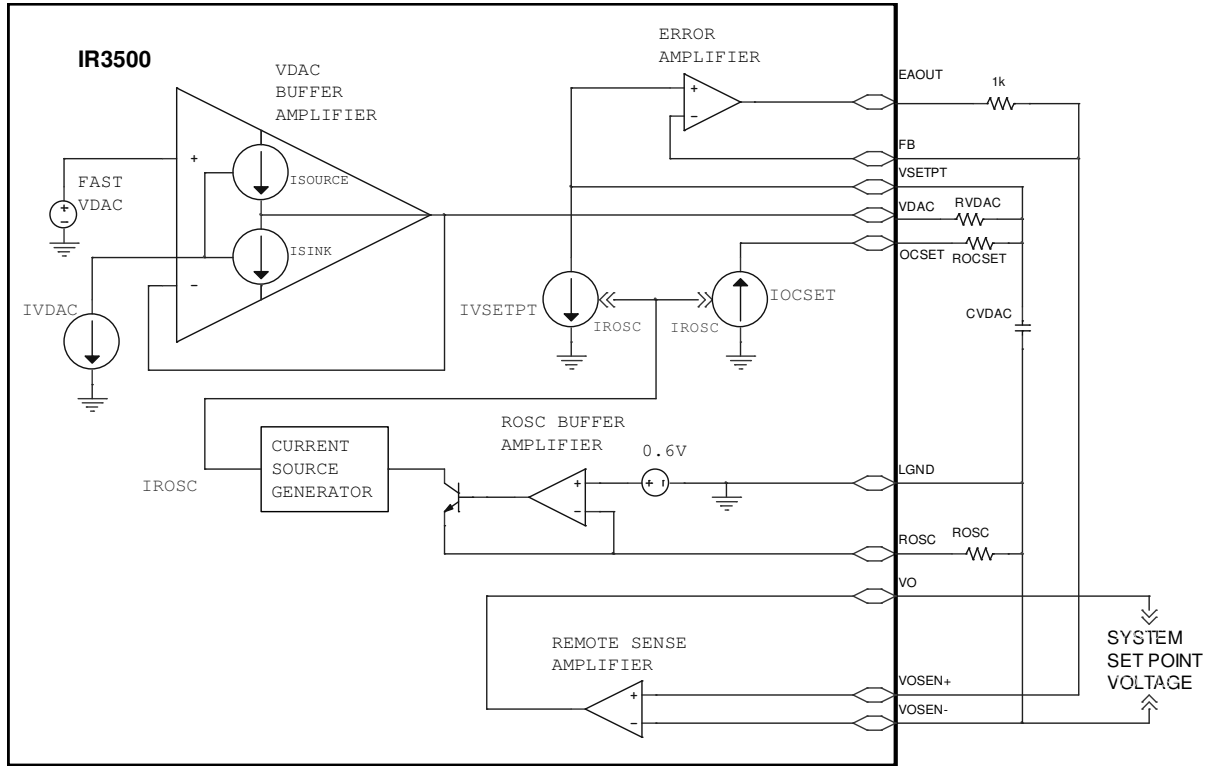 IR3500
ERROR
AMPLIFIER
VDAC
BUFFER
AMPLIFIER
EAOUT
1k
+
-
FB
+
ISOURCE
VSETPT
FAST
VDAC
+
-
VDAC
RVDAC
ISINK
OCSET
ROCSET
-
IVDAC
IVSETPT
IROSC
IROSC
IOCSET
CVDAC
ROSC BUFFER
AMPLIFIER
0.6V
CURRENT
SOURCE
GENERATOR
IROSC
+
-
+
LGND
ROSC
ROSC
VO
REMOTE SENSE
AMPLIFIER
SYSTEM
SET POINT
VOLTAGE
+
-
VOSEN+
VOSEN-